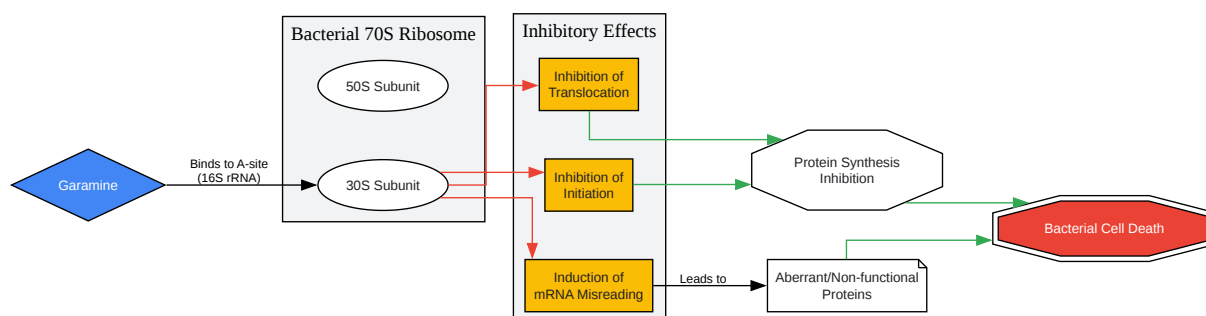 Bacterial 70S Ribosome
Inhibitory Effects
50S Subunit
Inhibition of
Translocation
Garamine
Binds to A-site
(16S rRNA)
30S Subunit
Inhibition of
Initiation
Protein Synthesis
Inhibition
Bacterial Cell Death
Induction of
mRNA Misreading
Leads to
Aberrant/Non-functional
Proteins